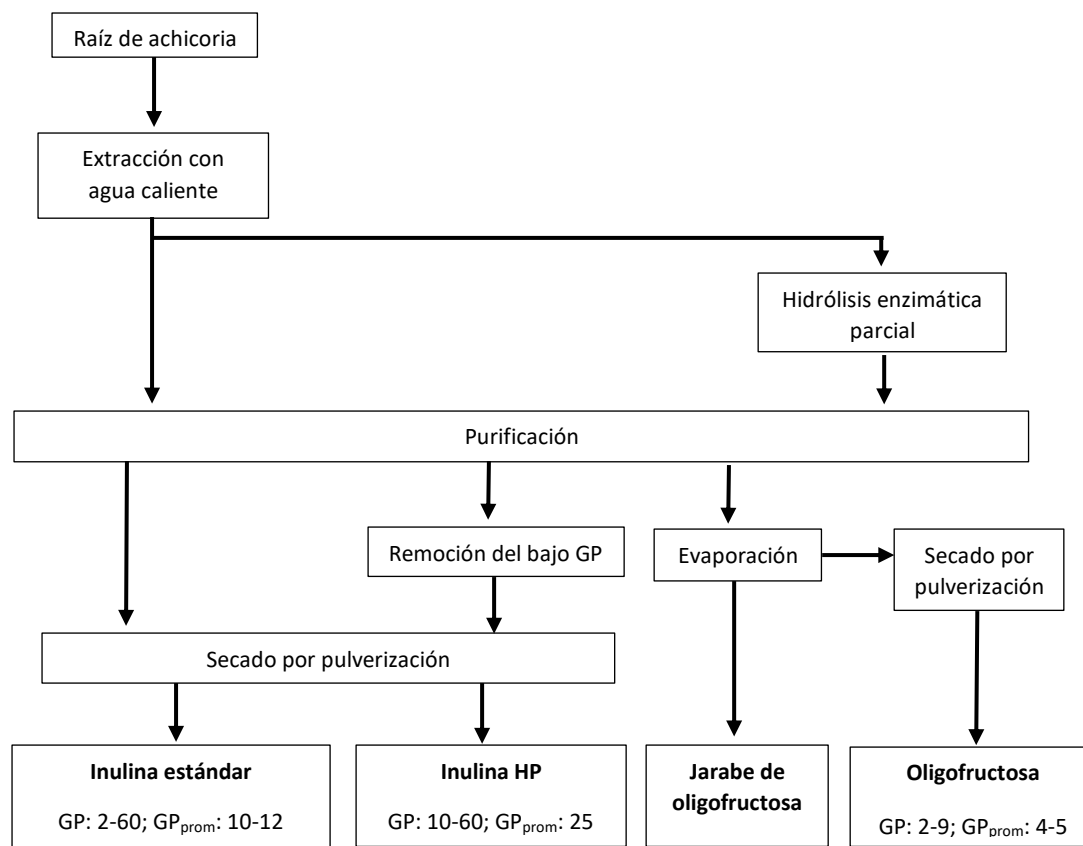 Raíz de achicoria
Extracción con
agua caliente
Hidrólisis enzimática
parcial
Purificación
Remoción del bajo GP
Evaporación
Secado por
pulverización
Secado por pulverización
Inulina estándar
GP: 2-60; GPprom: 10-12
Inulina HP
GP: 10-60; GPprom: 25
Jarabe de
oligofructosa
Oligofructosa
GP: 2-9; GPprom: 4-5